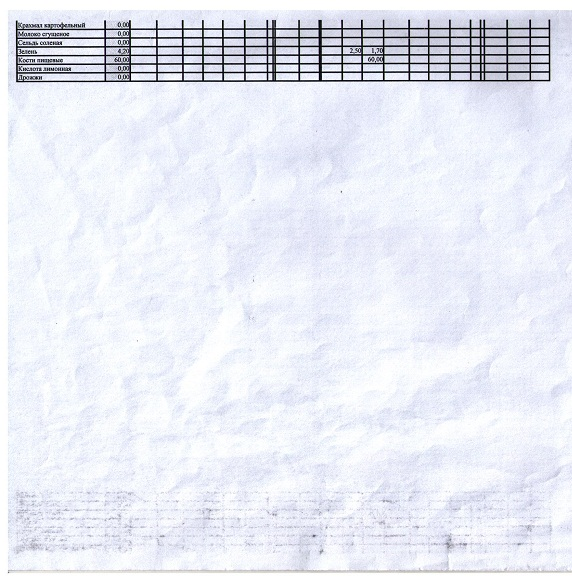 Крахмал картофельный 0,00
Молоко сгущеное 0,00
Сельдь соленая 0,00
Зелень 4,20 2,50 1,70
Кости пищевые 60,00 60,00
Кислота лимонная 0,00
Дрожжи 0,00